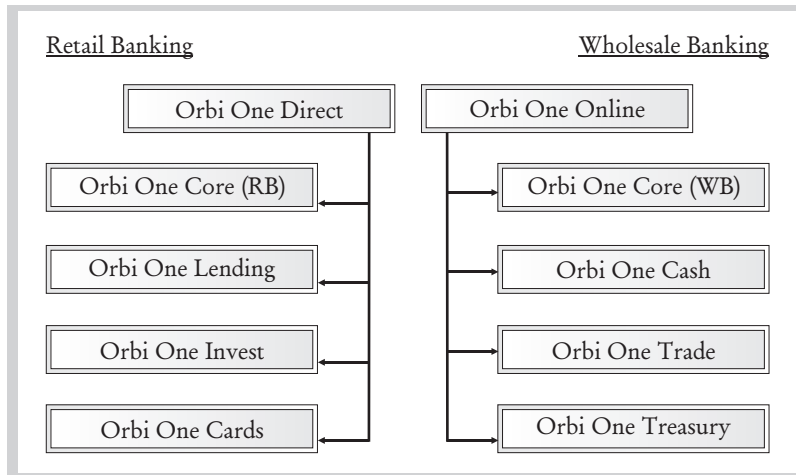 Retail Banking
Wholesale Banking
Orbi One Direct
Orbi One Online
Orbi One Core (RB)
Orbi One Core (WB)
Orbi One Lending
Orbi One Cash
Orbi One Invest
Orbi One Trade
Orbi One Cards
Orbi One Treasury